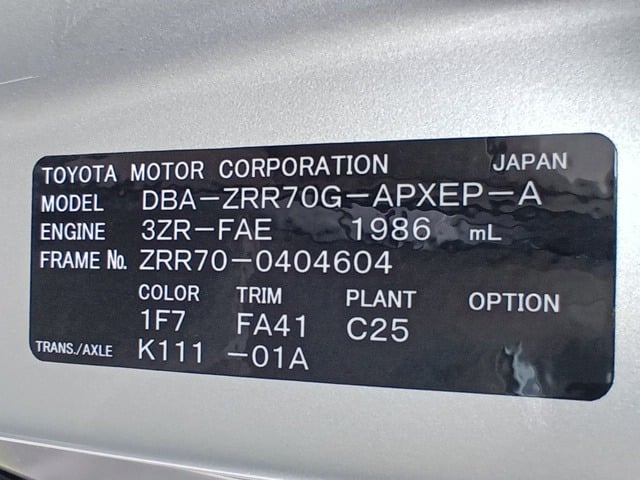 TOYOTA MOTOR CORPORATION JAPAN
MODEL DBA-ZRR70G-APXEP-A
ENGINE 3ZR-FAE 1986 mL
FRAME No. ZRR70-0404604
COLOR TRIM PLANT OPTION
1F7 FA41 C25
TRANS./AXLE K111 -01A